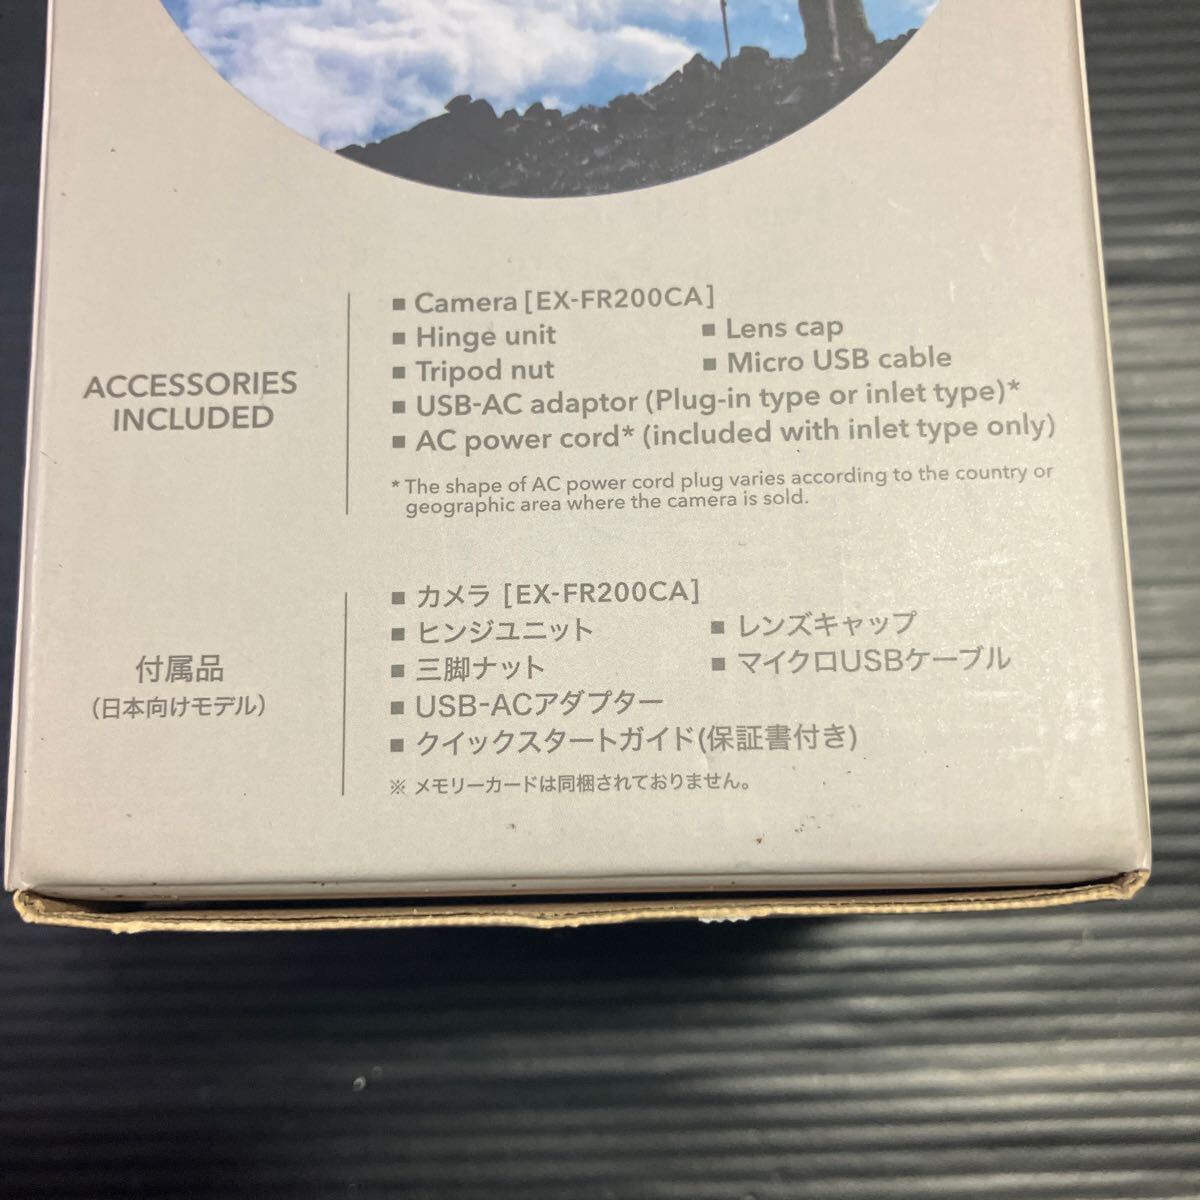 ACCESSORIES
INCLUDED
■ Camera [EX-FR200CA]
■ Hinge unit ■ Lens cap
■ Tripod nut ■ Micro USB cable
■ USB-AC adaptor (Plug-in type or inlet type)*
■ AC power cord* (included with inlet type only)
* The shape of AC power cord plug varies according to the country or
geographic area where the camera is sold.
付属品
（日本向けモデル）
■ カメラ [EX-FR200CA]
■ ヒンジユニット ■ レンズキャップ
■ 三脚ナット ■ マイクロUSBケーブル
■ USB-ACアダプター
■ クイックスタートガイド(保証書付き)
※ メモリーカードは同梱されておりません。